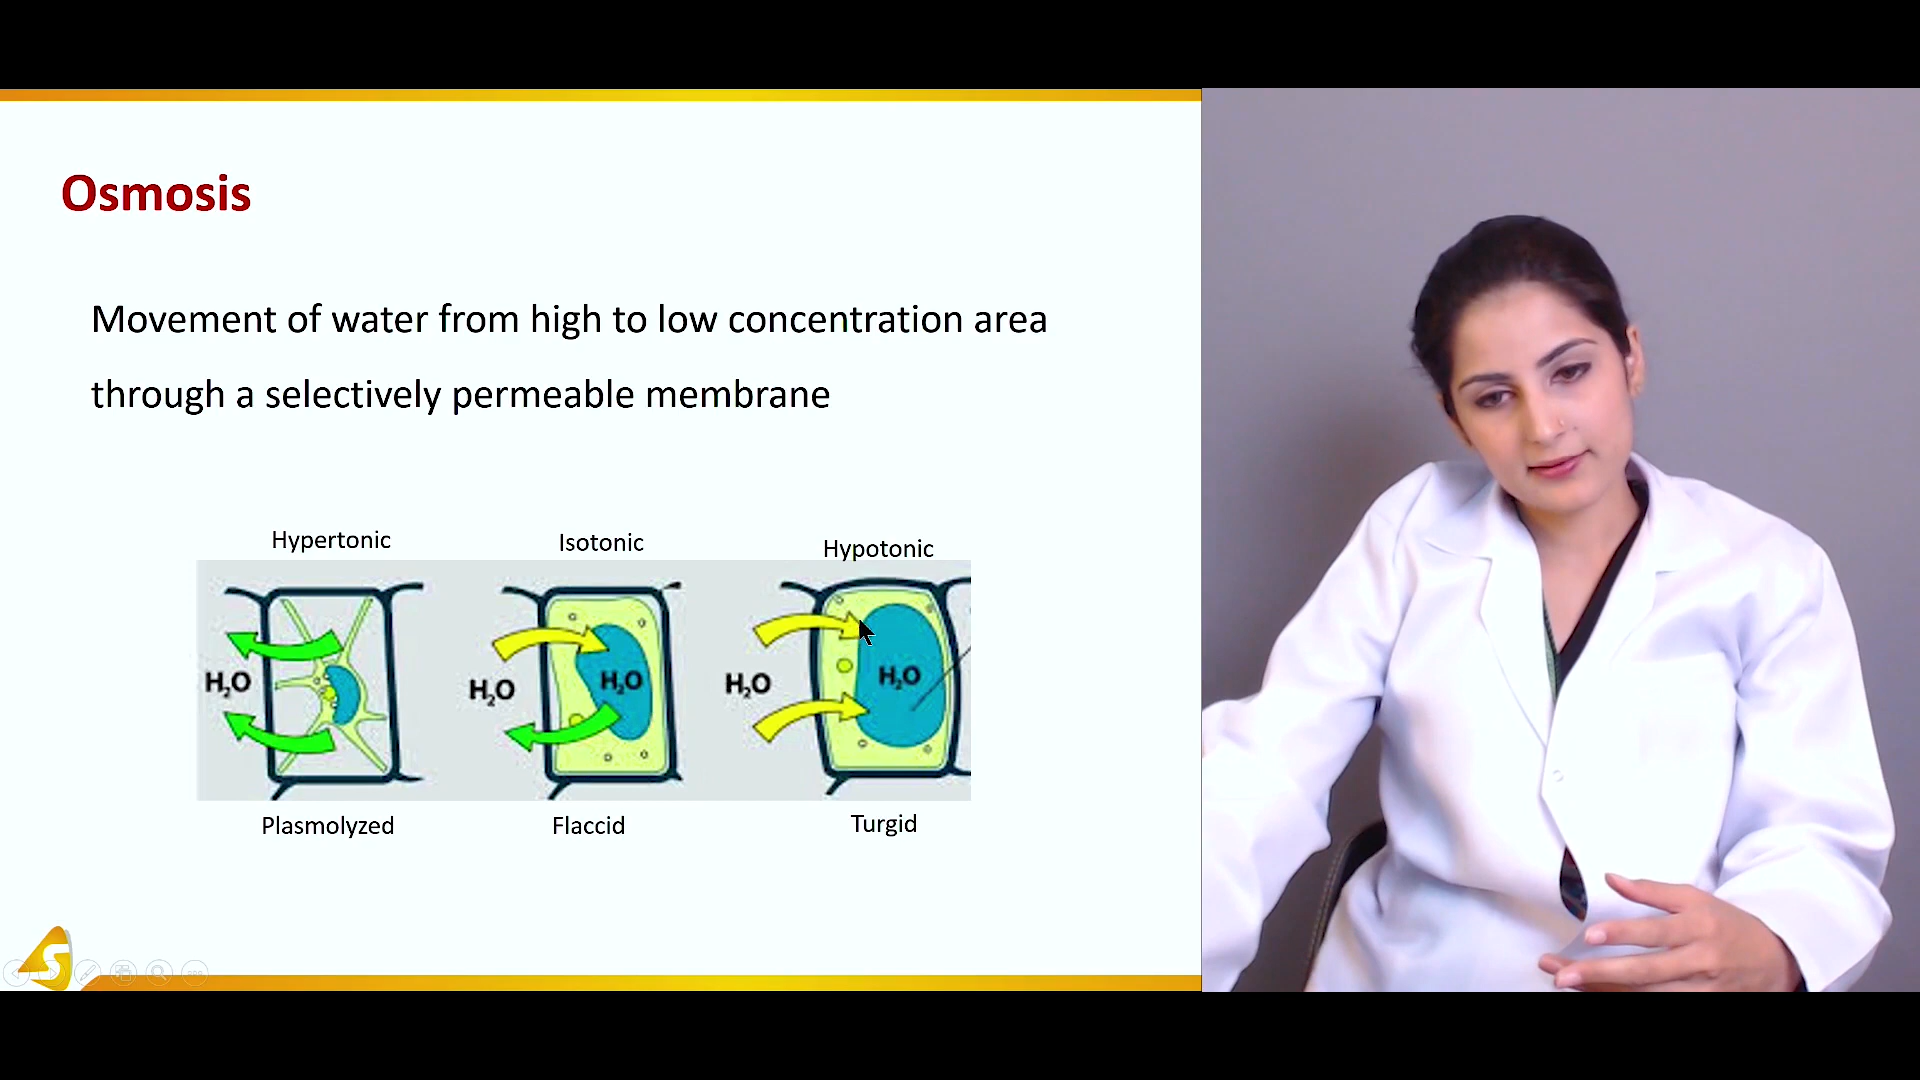 Osmosis
Movement of water from high to low concentration area
through a selectively permeable membrane
Hypertonic
Isotonic
Hypotonic
H₂O
H₂O
H₂O
H₂O
H₂O
Plasmolyzed
Flaccid
Turgid
S